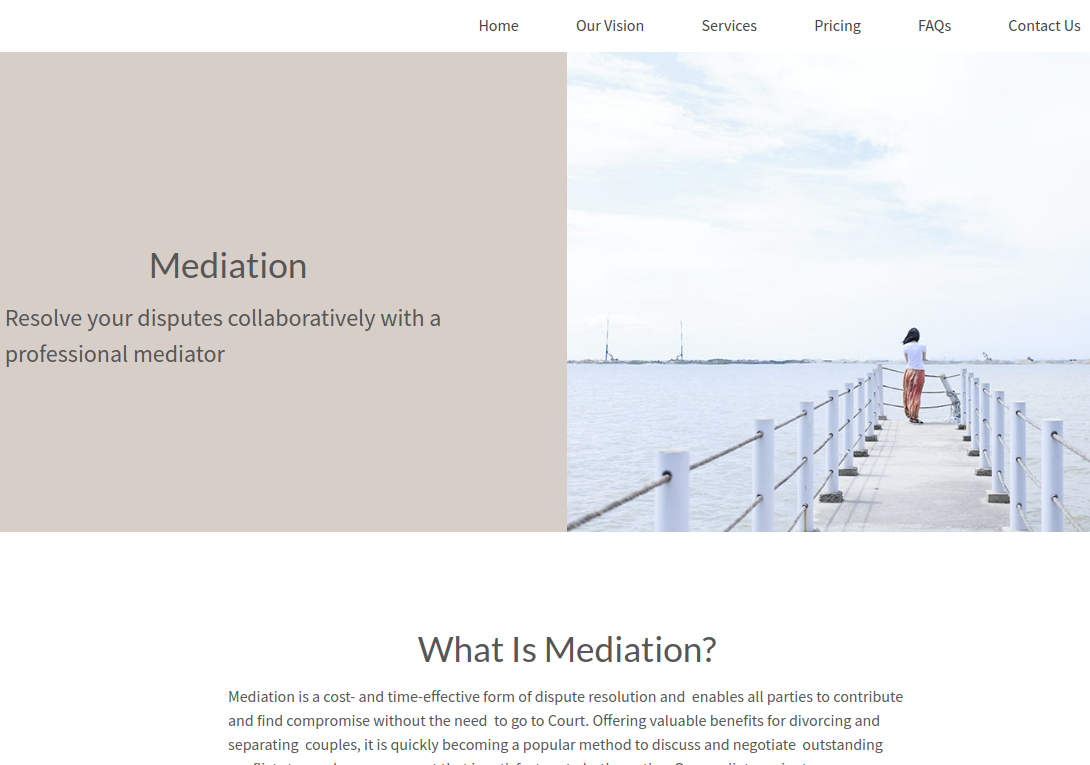 Home Our Vision Services Pricing FAQs Contact Us
Mediation
Resolve your disputes collaboratively with a
professional mediator
What Is Mediation?
Mediation is a cost- and time-effective form of dispute resolution and enables all parties to contribute
and find compromise without the need to go to Court. Offering valuable benefits for divorcing and
separating couples, it is quickly becoming a popular method to discuss and negotiate outstanding